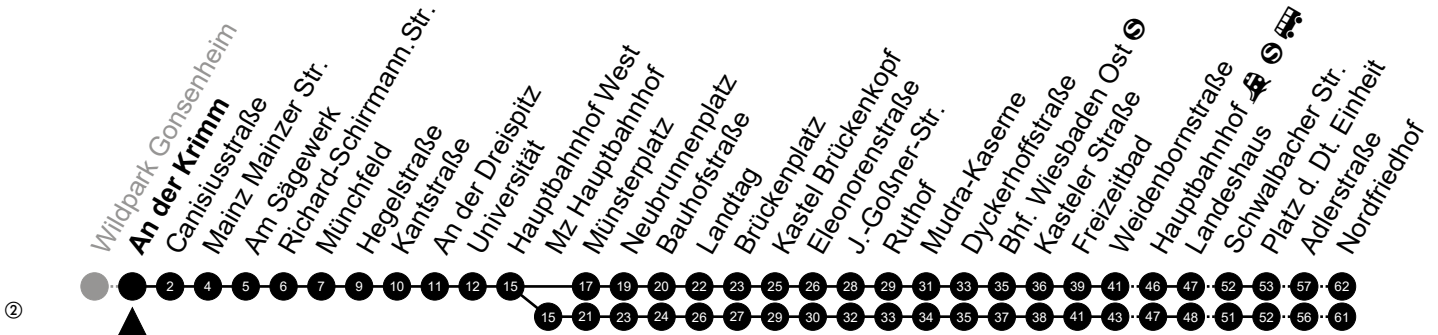 Wildpark Gonsenheim
An der Krimm
Canisiusstraße
Mainz Mainzer Str.
Am Sägewerk
Richard-Schirrmann.Str.
Münchfeld
Hegelstraße
Kantstraße
An der Dreispitz
Universität
Hauptbahnhof West
Mz Hauptbahnhof
Münsterplatz
Neubrunnenplatz
Bauhofstraße
Landtag
Brückenplatz
Kastel Brückenkopf
Eleonorenstraße
J.-Goßner-Str.
Ruthof
Mudra-Kaserne
Dyckerhoffstraße
Bhf. Wiesbaden Ost S
Kasteler Straße
Freizeitbad
Weidenbornstraße
Hauptbahnhof S
Landeshaus
Schwalbacher Str.
Platz d. Dt. Einheit
Adlerstraße
Nordfriedhof
2 4 5 6 7 9 10 11 12 15 17 19 20 22 23 25 26 28 29 31 33 35 36 39 41 46 47 52 53 57 62
② 15 21 23 24 26 27 29 30 32 33 34 35 37 38 41 43 47 48 51 52 56 61